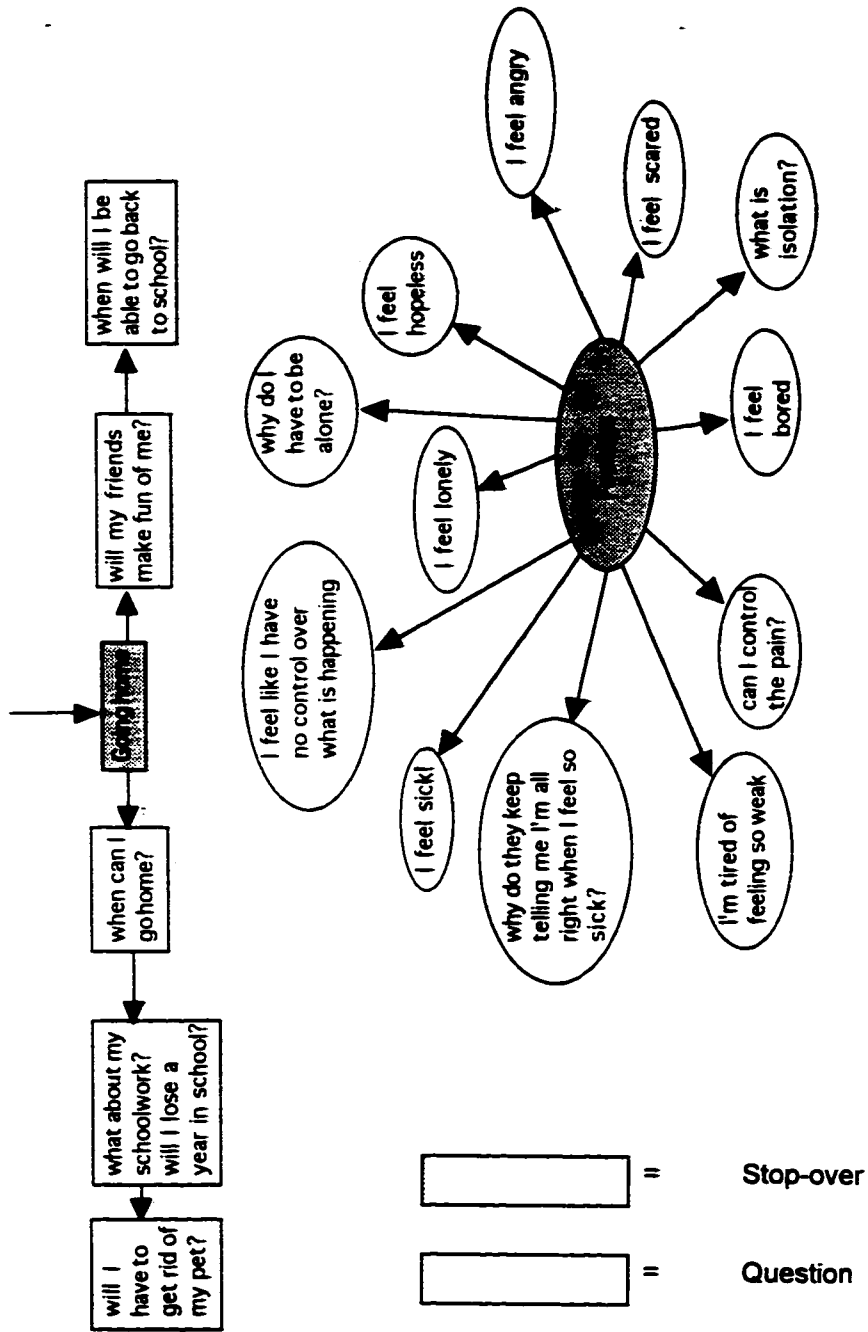 will I
have to
get rid of
my pet?
what about my
schoolwork?
will I lose a
year in school?
when can I
go home?
Going home
will my friends
make fun of me?
when will I be
able to go back
to school?
I feel like I have
no control over
what is happening
why do I
have to be
alone?
I feel
hopeless
I feel lonely
I feel angry
I feel sick!
why do they keep
telling me I'm all
right when I feel so
sick?
I'm tired of
feeling so weak
can I control
the pain?
I feel
bored
I feel scared
what is
isolation?
= Stop-over
= Question